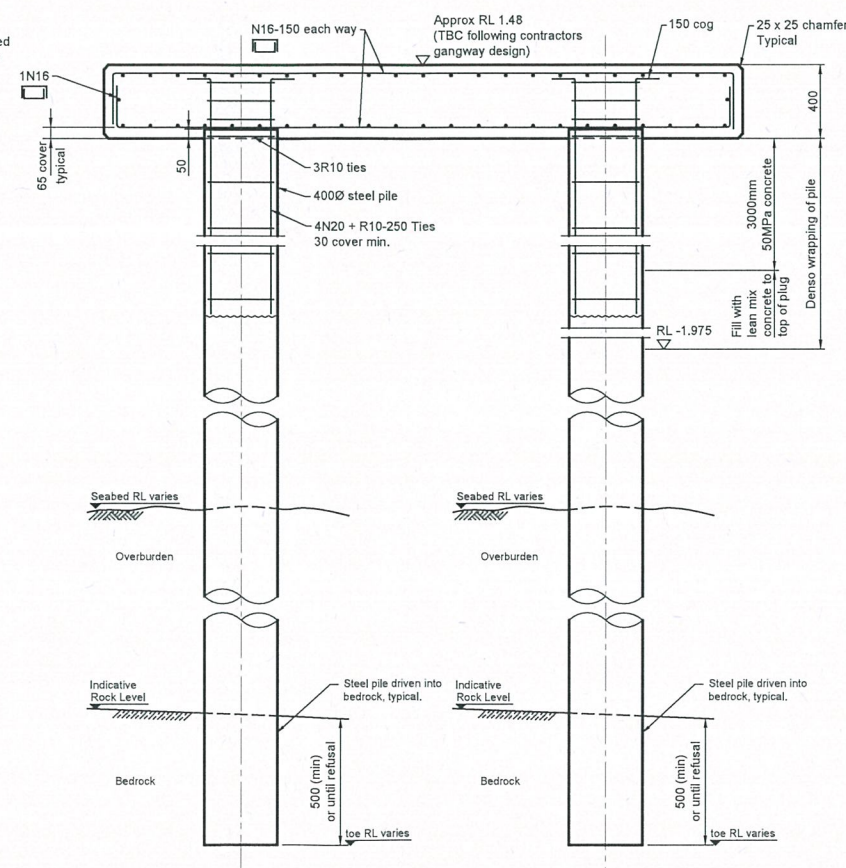 ed
N16-150 each way
Approx RL 1.48
(TBC following contractors
gangway design)
150 cog
25 x 25 chamfer
Typical
1N16
400
65 cover
typical
50
3R10 ties
400Ø steel pile
4N20 + R10-250 Ties
30 cover min.
3000mm
50MPa concrete
Denso wrapping of pile
Fill with
lean mix
concrete to
top of plug
RL -1.975
Seabed RL varies
Seabed RL varies
Overburden
Overburden
Indicative
Rock Level
Steel pile driven into
bedrock, typical.
Indicative
Rock Level
Steel pile driven into
bedrock, typical.
Bedrock
500 (min)
or until refusal
Bedrock
500 (min)
or until refusal
toe RL varies
toe RL varies